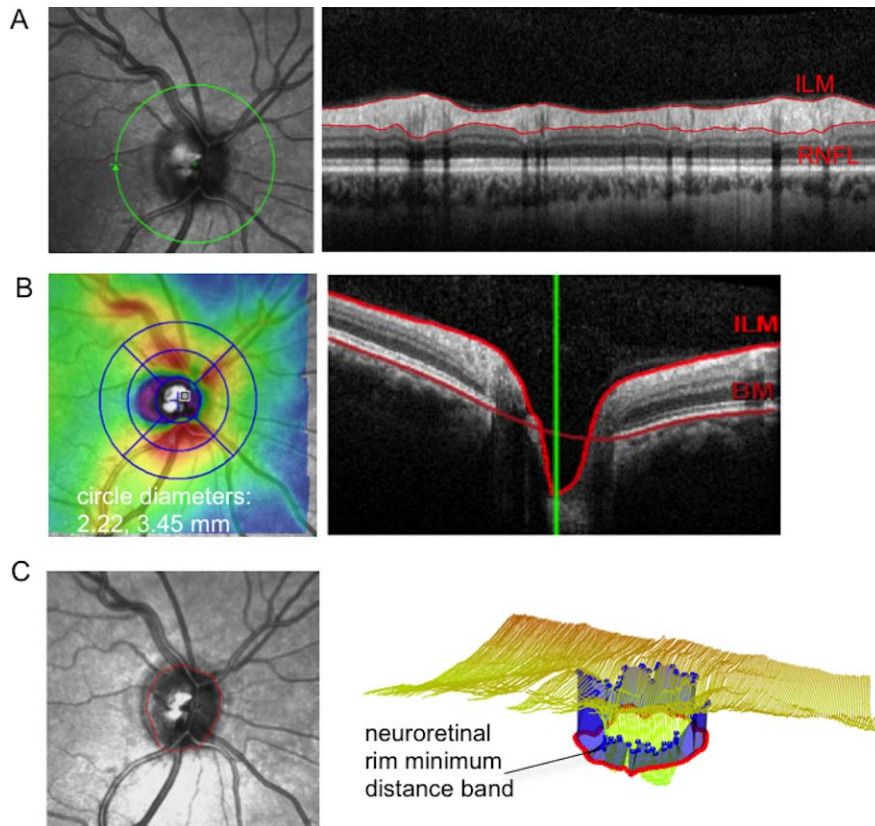 A
ILM
RNFL
B
ILM
BM
circle diameters:
2.22, 3.45 mm
C
neuroretinal
rim minimum
distance band